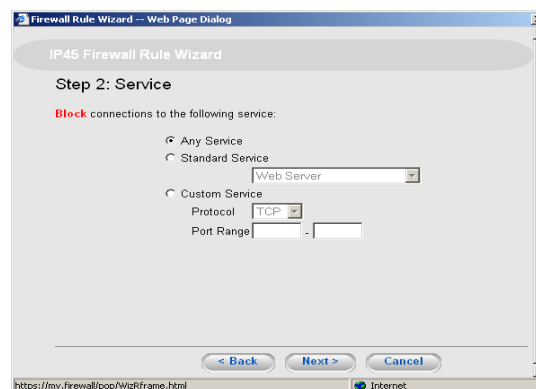 Firewall Rule Wizard -- Web Page Dialog
IP45 Firewall Rule Wizard
Step 2: Service
Block connections to the following service:
Any Service
Standard Service
Web Server
Custom Service
Protocol TCP
Port Range -
< Back Next > Cancel
https://my.firewall/pop/WizRframe.html Internet